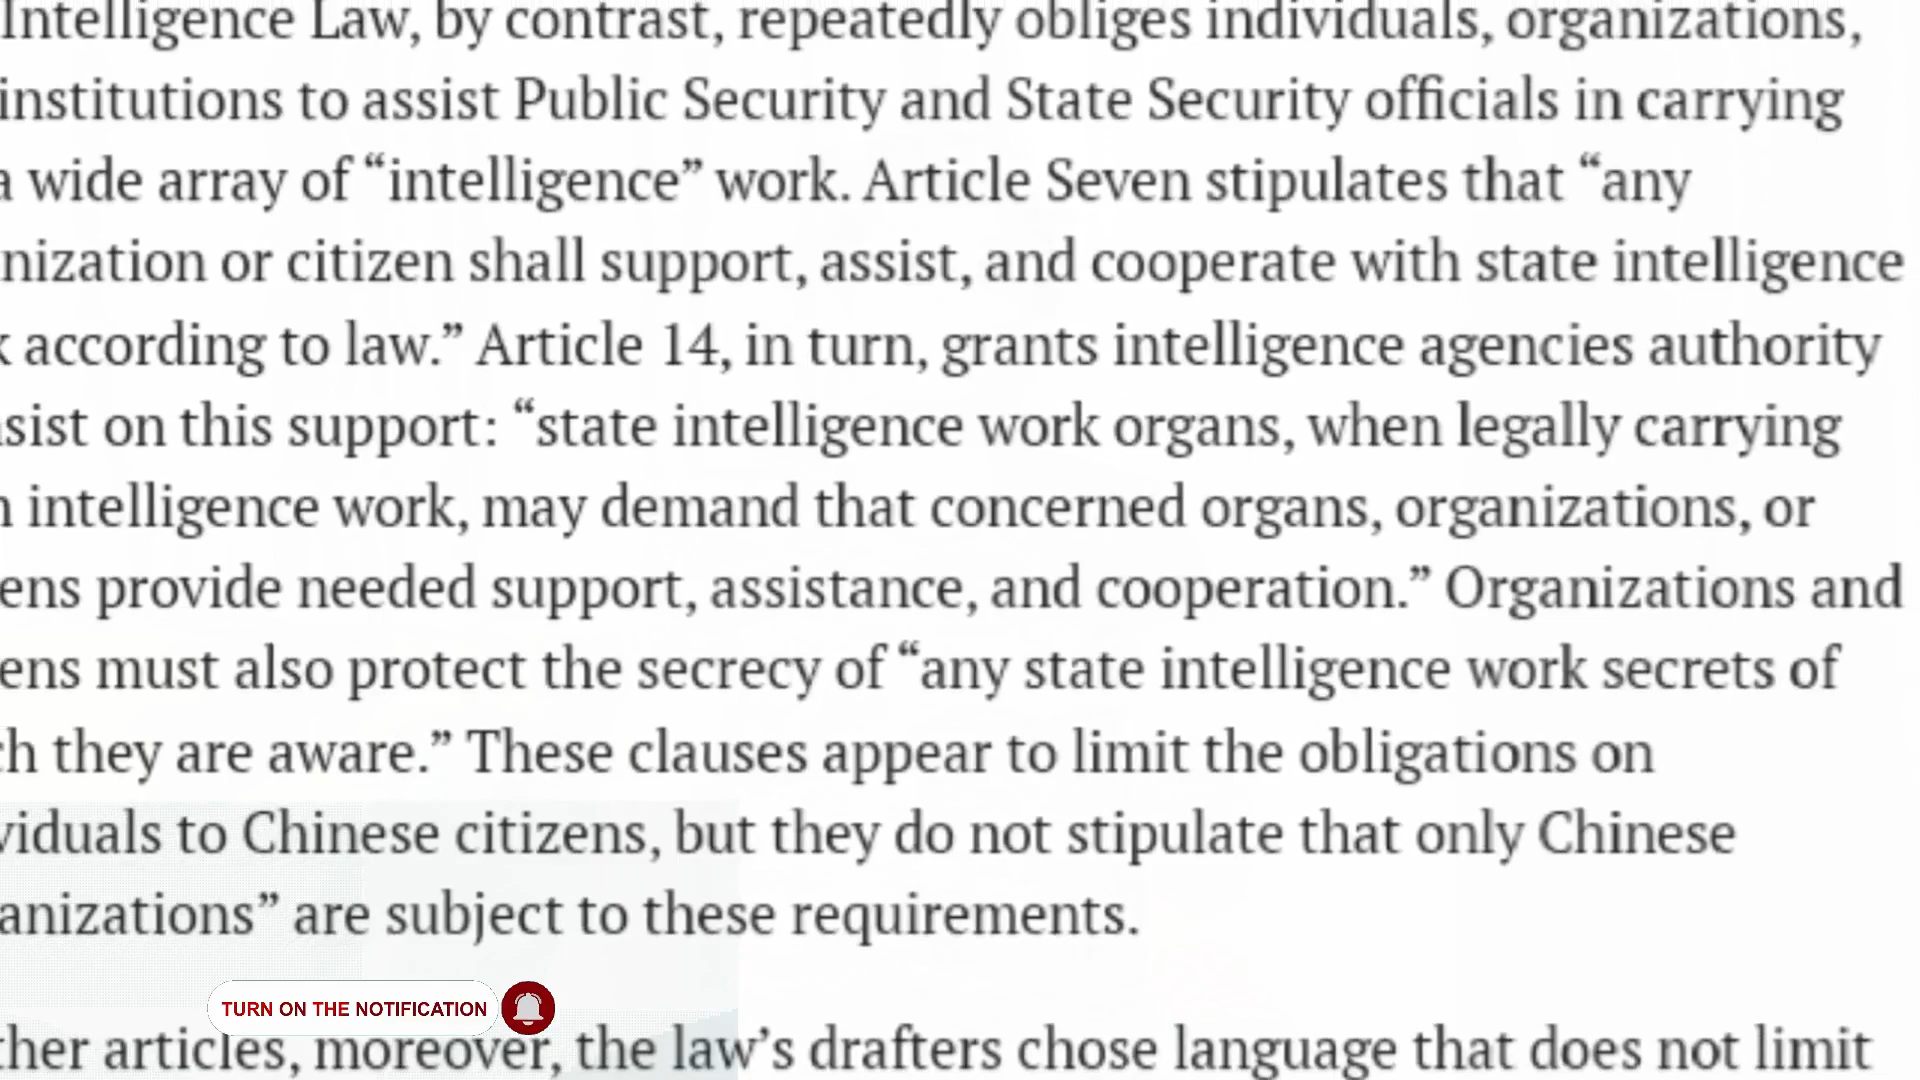 Intelligence Law, by contrast, repeatedly obliges individuals, organizations,
institutions to assist Public Security and State Security officials in carrying
a wide array of “intelligence” work. Article Seven stipulates that “any
nization or citizen shall support, assist, and cooperate with state intelligence
k according to law.” Article 14, in turn, grants intelligence agencies authority
sist on this support: “state intelligence work organs, when legally carrying
n intelligence work, may demand that concerned organs, organizations, or
ens provide needed support, assistance, and cooperation.” Organizations and
ens must also protect the secrecy of “any state intelligence work secrets of
ch they are aware.” These clauses appear to limit the obligations on
viduals to Chinese citizens, but they do not stipulate that only Chinese
anizations” are subject to these requirements.
TURN ON THE NOTIFICATION
ther articles, moreover, the law’s drafters chose language that does not limit